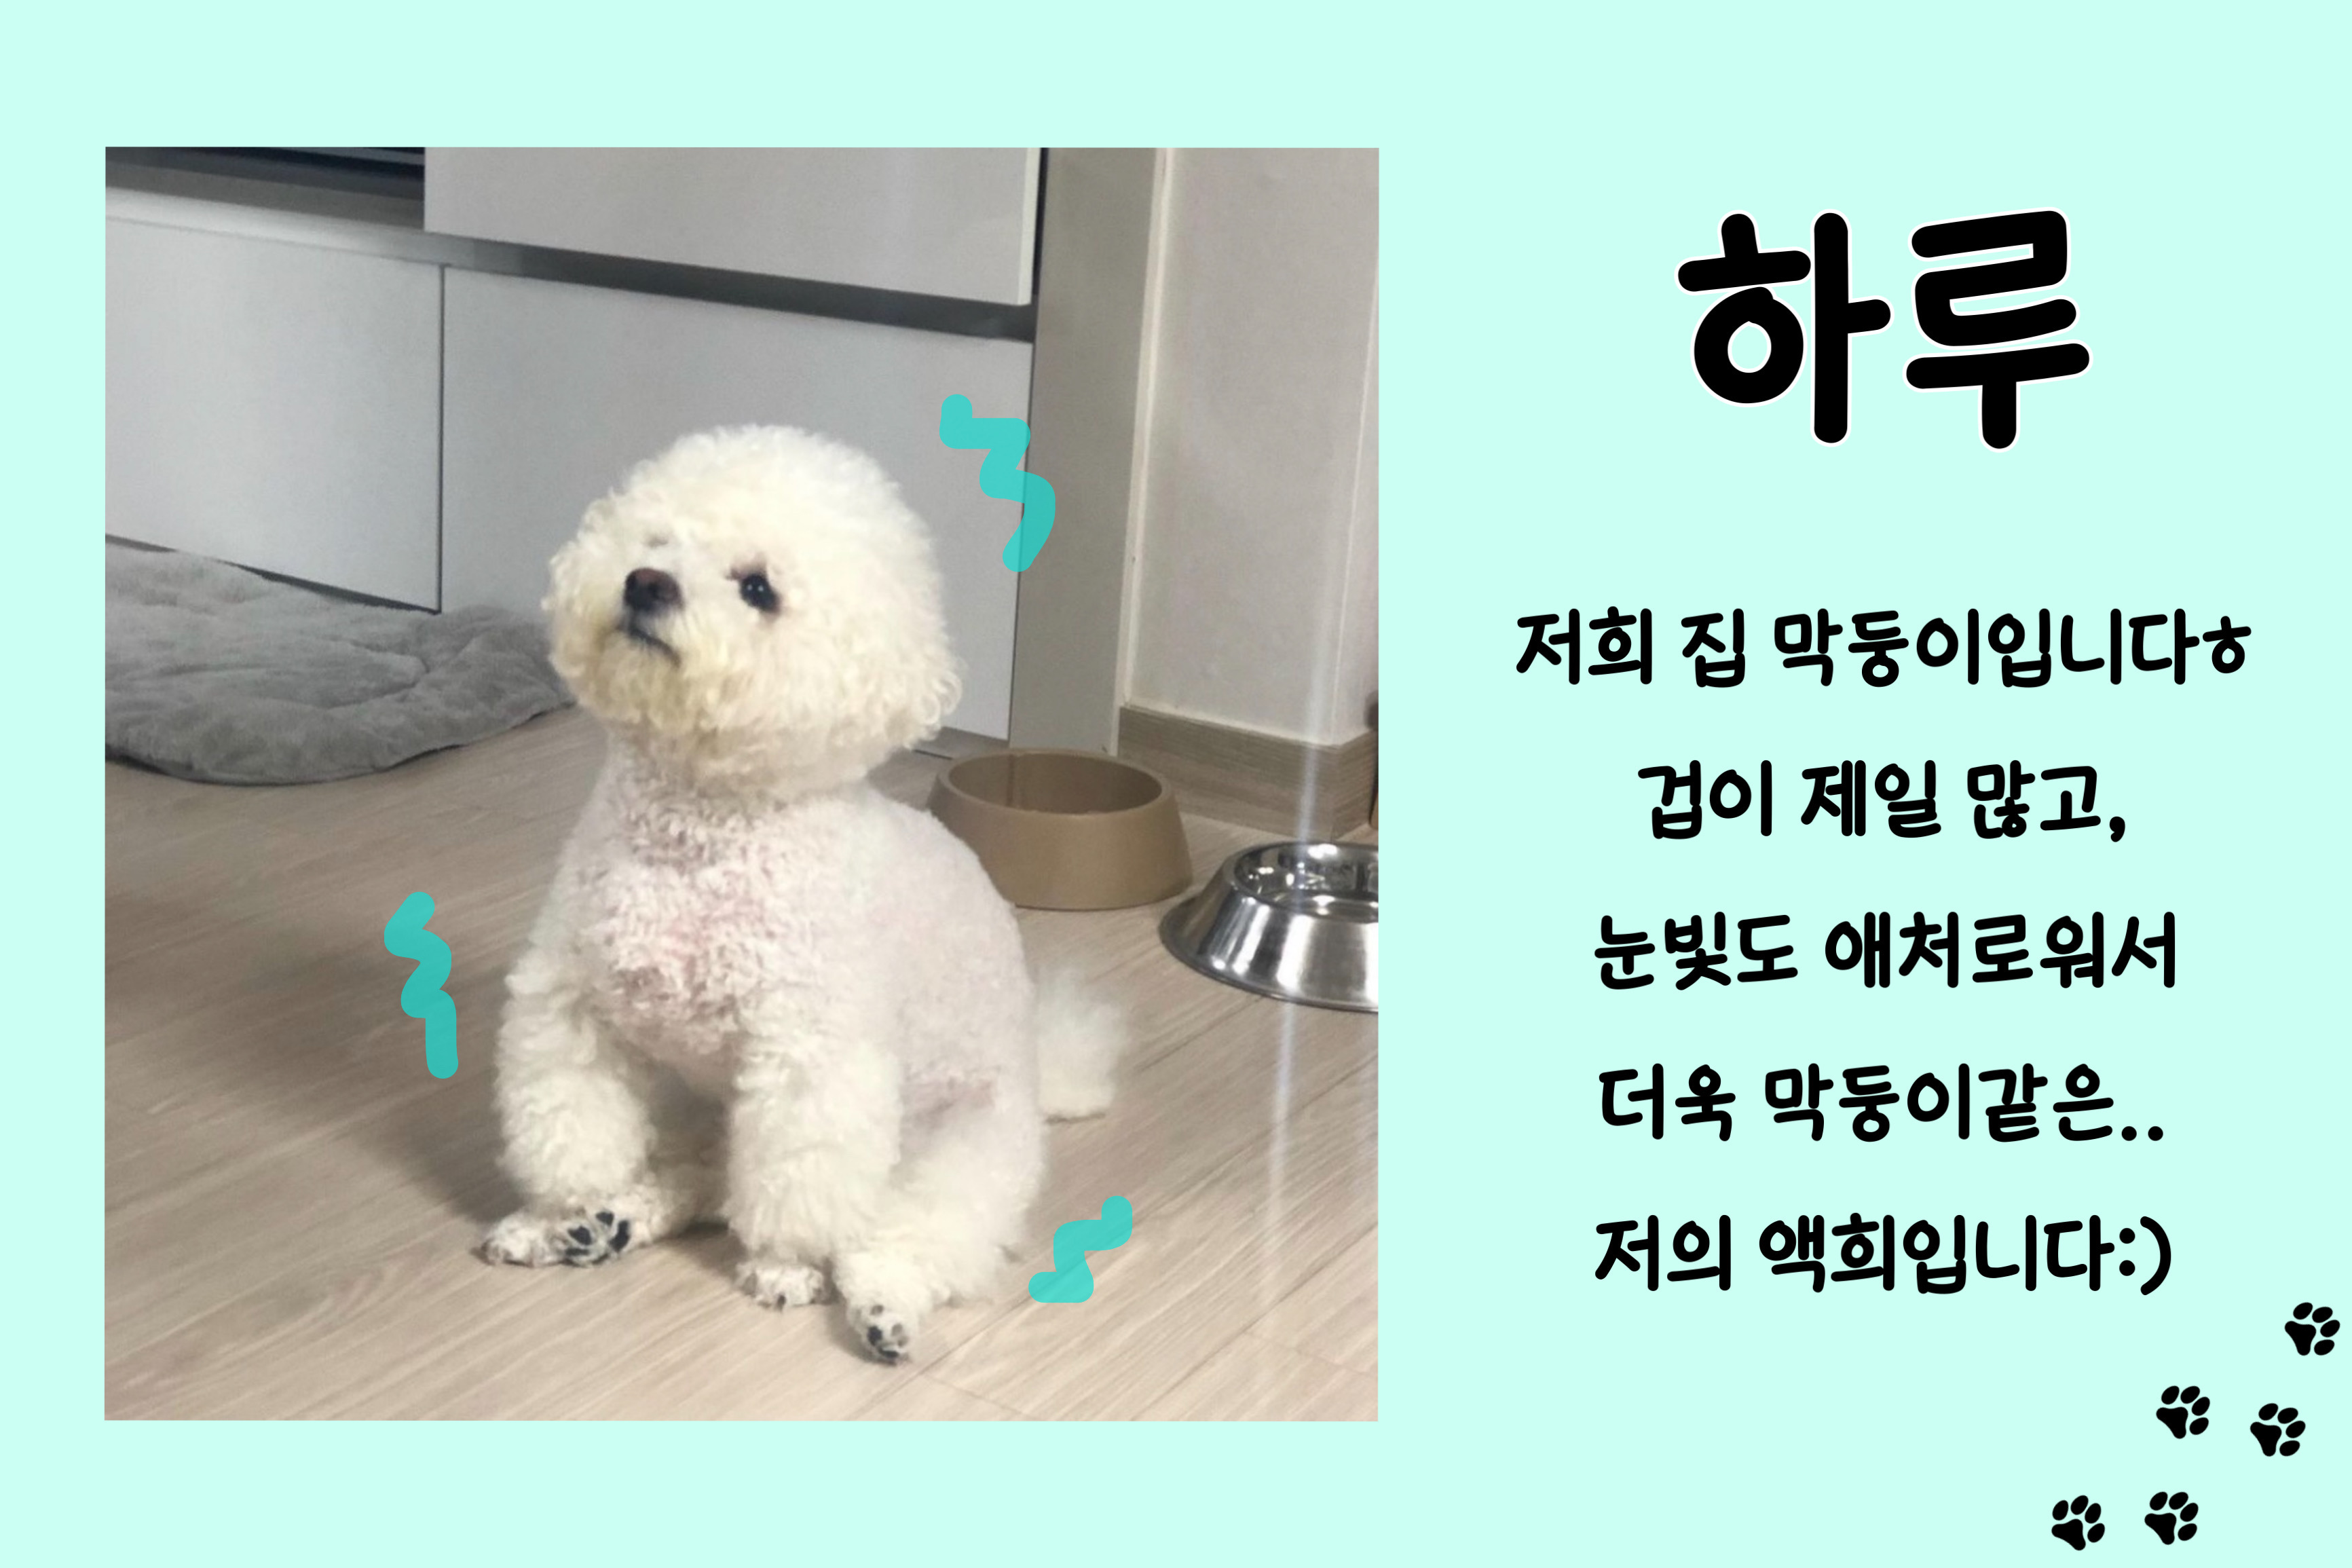 하루
저희 집 막둥이입니다ㅎ
겁이 제일 많고,
눈빛도 애처로워서
더욱 막둥이같은..
저의 액희입니다:)